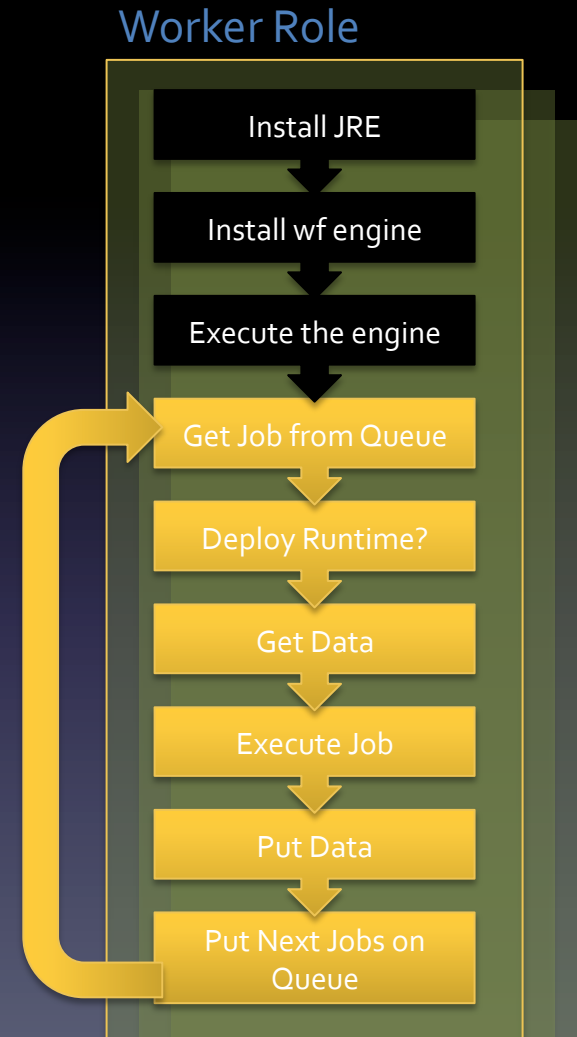 Worker Role
Install JRE
Install wf engine
Execute the engine
Get Job from Queue
Deploy Runtime?
Get Data
Execute Job
Put Data
Put Next Jobs on
Queue